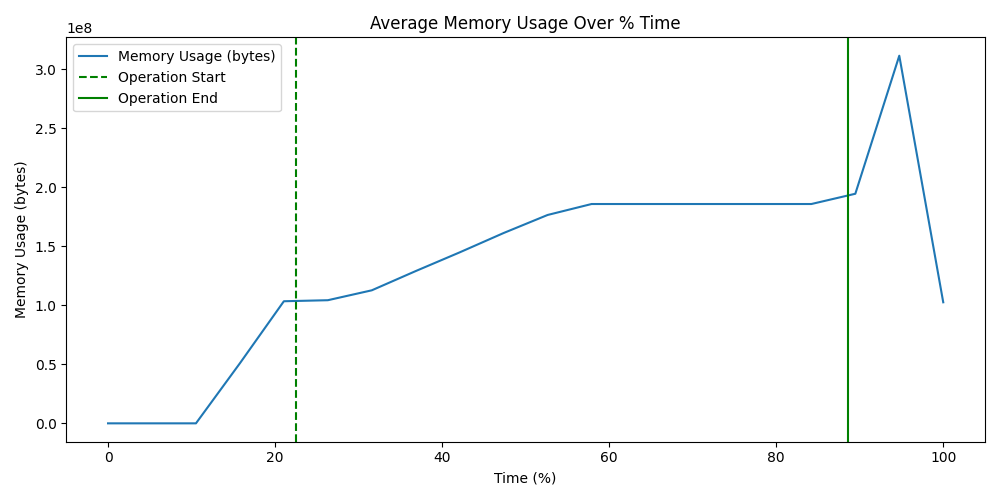 Average Memory Usage Over % Time
1e8
Memory Usage (bytes)
Operation Start
Operation End
3.0
2.5
2.0
1.5
1.0
0.5
0.0
Memory Usage (bytes)
0 20 40 60 80 100
Time (%)